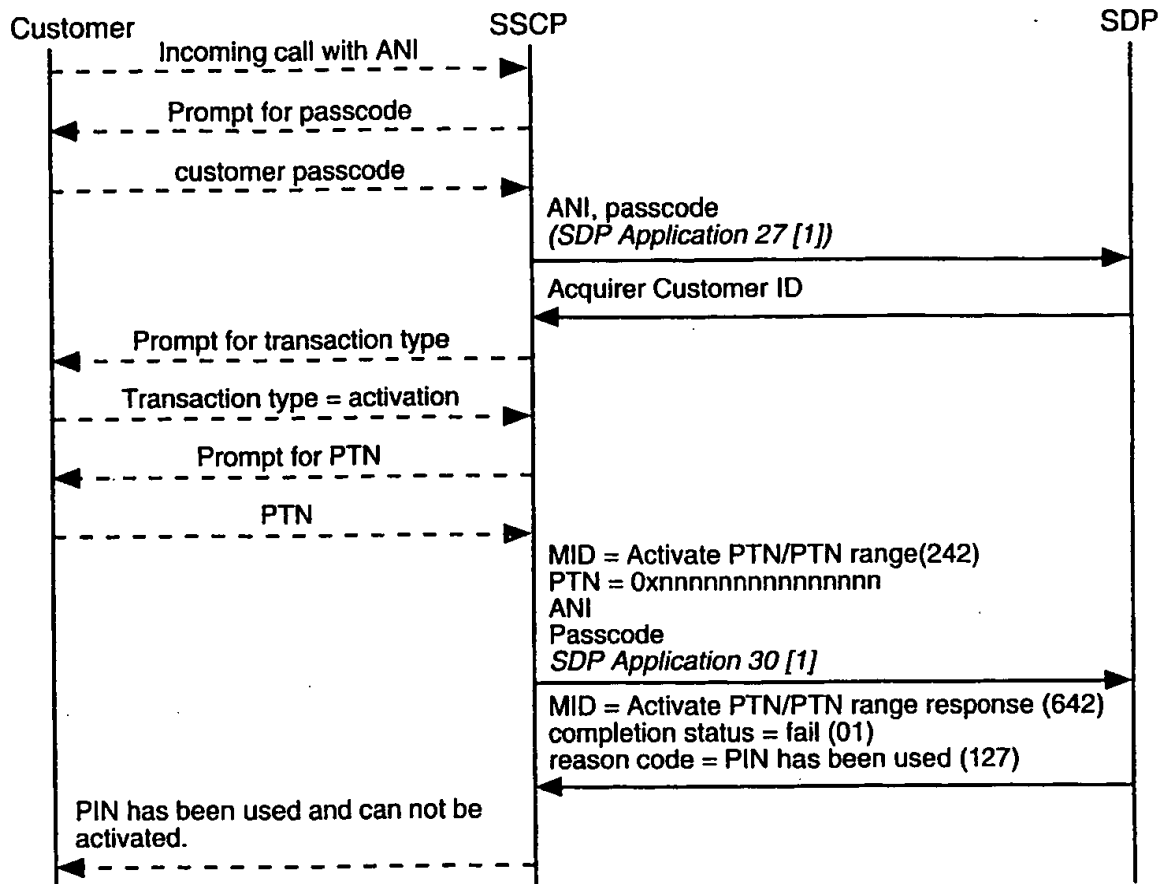 Customer
SSCP
SDP
Incoming call with ANI
Prompt for passcode
customer passcode
ANI, passcode
(SDP Application 27 [1])
Acquirer Customer ID
Prompt for transaction type
Transaction type = activation
Prompt for PTN
PTN
MID = Activate PTN/PTN range(242)
PTN = 0xnnnnnnnnnnnnnnnn
ANI
Passcode
SDP Application 30 [1]
MID = Activate PTN/PTN range response (642)
completion status = fail (01)
reason code = PIN has been used (127)
PIN has been used and can not be
activated.